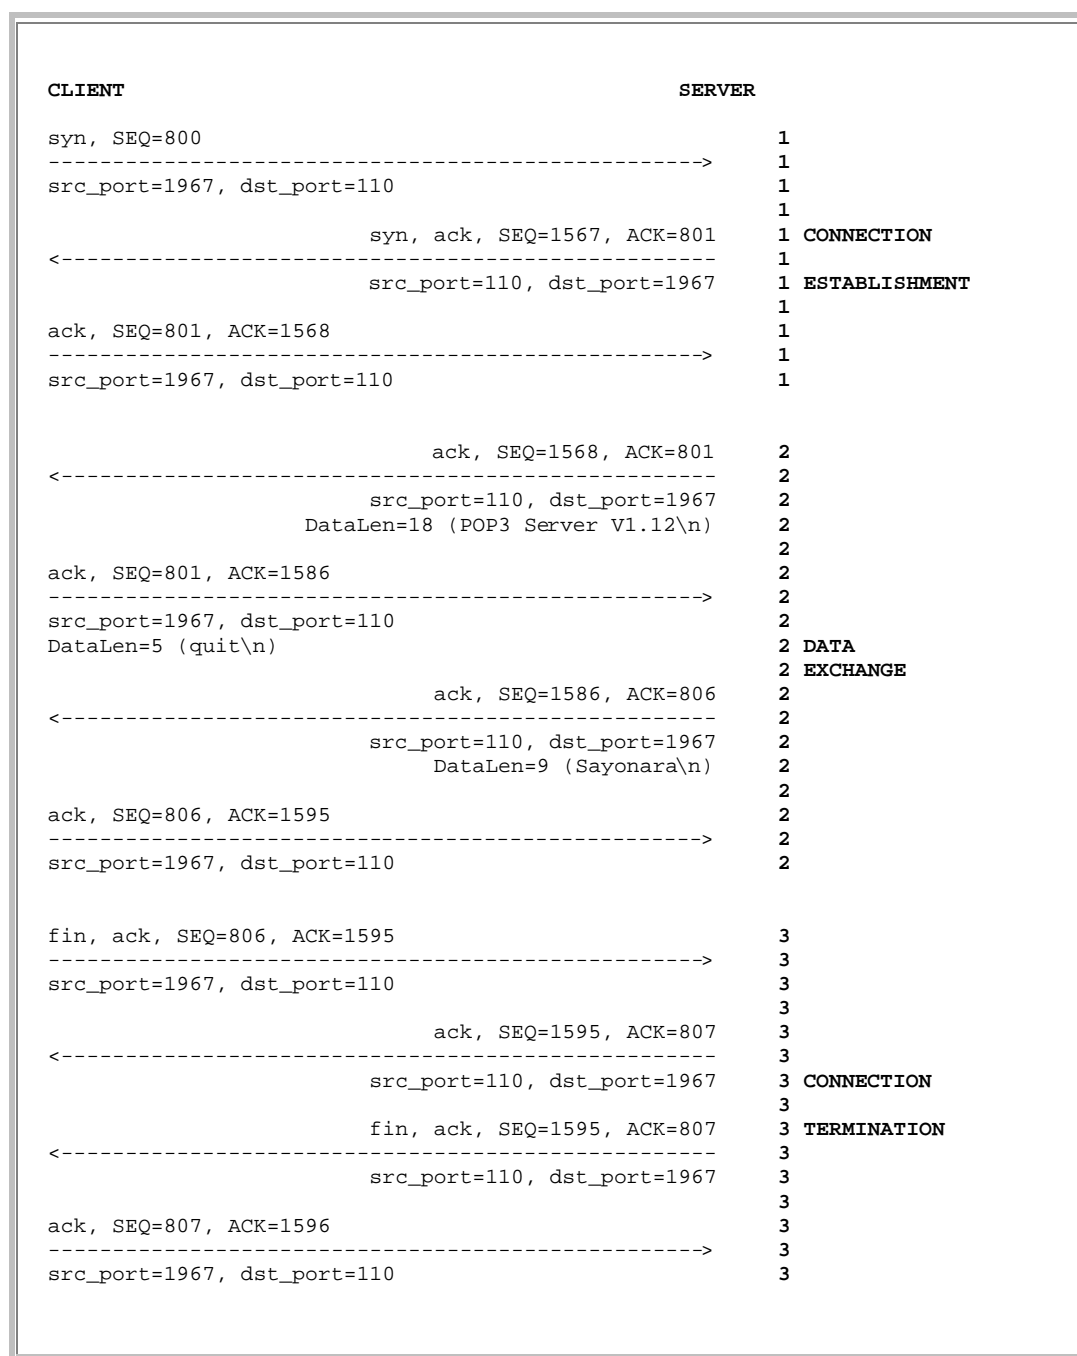 CLIENT SERVER
syn, SEQ=800 1
----------------------------------------------------> 1
src_port=1967, dst_port=110 1
1
syn, ack, SEQ=1567, ACK=801 1 CONNECTION
<---------------------------------------------------- 1
src_port=110, dst_port=1967 1 ESTABLISHMENT
1
ack, SEQ=801, ACK=1568 1
----------------------------------------------------> 1
src_port=1967, dst_port=110 1
ack, SEQ=1568, ACK=801 2
<---------------------------------------------------- 2
src_port=110, dst_port=1967 2
DataLen=18 (POP3 Server V1.12\n) 2
2
ack, SEQ=801, ACK=1586 2
----------------------------------------------------> 2
src_port=1967, dst_port=110 2
DataLen=5 (quit\n) 2 DATA
2 EXCHANGE
ack, SEQ=1586, ACK=806 2
<---------------------------------------------------- 2
src_port=110, dst_port=1967 2
DataLen=9 (Sayonara\n) 2
2
ack, SEQ=806, ACK=1595 2
----------------------------------------------------> 2
src_port=1967, dst_port=110 2
fin, ack, SEQ=806, ACK=1595 3
----------------------------------------------------> 3
src_port=1967, dst_port=110 3
3
ack, SEQ=1595, ACK=807 3
<---------------------------------------------------- 3
src_port=110, dst_port=1967 3 CONNECTION
3
fin, ack, SEQ=1595, ACK=807 3 TERMINATION
<---------------------------------------------------- 3
src_port=110, dst_port=1967 3
3
ack, SEQ=807, ACK=1596 3
----------------------------------------------------> 3
src_port=1967, dst_port=110 3